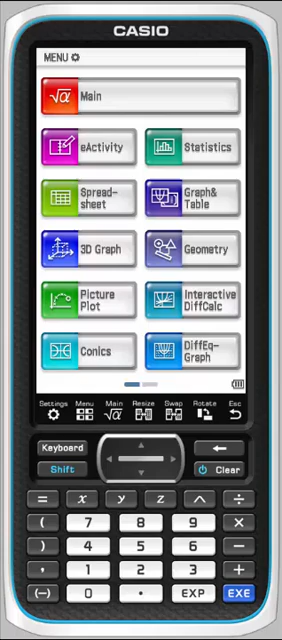 CASIO
MENU
√α Main
eActivity Statistics
Spread-
sheet
Graph&
Table
3D Graph Geometry
Picture
Plot
Interactive
DiffCalc
Conics
DiffEq-
Graph
Settings Menu Main Resize Swap Rotate Esc
√α
Keyboard ←
Shift Clear
= x y z ^ ÷
( 7 8 9 ×
) 4 5 6 −
, 1 2 3 +
(−) 0 . EXP EXE